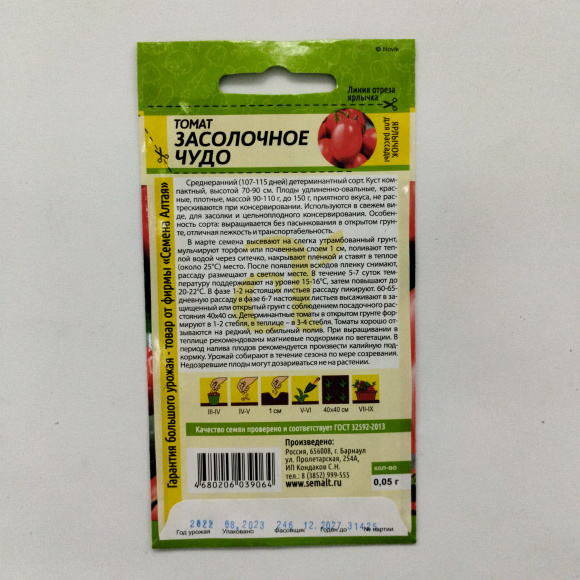 © Novik
Линия отреза
ярлычка
ТОМАТ
ЗАСОЛОЧНОЕ
ЧУДО
ЯРЛЫЧОК
для рассады
Гарантия большого урожая - товар от фирмы «Семена Алтая»
Среднеранний (107-115 дней) детерминантный сорт. Куст ком-
пактный, высотой 70-90 см. Плоды удлиненно-овальные, крас-
ные, плотные, массой 90-110 г, до 150 г, приятного вкуса, не рас-
трескиваются при консервировании. Используются в свежем ви-
де, для засолки и цельноплодного консервирования. Особен-
ность сорта: выращивается без пасынкования в открытом грун-
те, отличная лежкость и транспортабельность.
В марте семена высевают на слегка утрамбованный грунт,
мульчируют торфом или почвенным слоем 1 см, поливают теп-
лой водой через ситечко, накрывают пленкой и ставят в теплое
(около 25°С) место. После появления всходов пленку снимают,
рассаду размещают в светлом месте. В течение 5-7 суток тем-
пературу поддерживают на уровне 15-16°С, затем повышают до
20-22°С. В фазе 1-2 настоящих листьев рассаду пикируют. 60-65-
дневную рассаду в фазе 6-7 настоящих листьев высаживают в за-
щищенный или открытый грунт с соблюдением посадочного рас-
стояния 40х40 см. Детерминантные томаты в открытом грунте фор-
мируют в 1-2 стебля, в теплице – в 3-4 стебля. Томаты хорошо от-
зываются на редкий, но обильный полив. При выращивании в
теплице рекомендованы магниевые подкормки по вегетации. В
период налива плодов рекомендуется произвести калийную под-
кормку. Урожай собирают в течение сезона по мере созревания.
Недозревшие плоды могут дозариваться не на растении.
III-IV IV-V 1 см V-VI 40х40 см VII-IX
Качество семян проверено и соответствует ГОСТ 32592-2013
Произведено:
Россия, 656008, г. Барнаул
ул. Пролетарская, 254А,
ИП Кондаков С.Н.
тел.: 8 (3852) 999-555
www.semalt.ru
кол-во
0,05 г
4 680206 039064
2022 08.2023 246 12.2027 31425
Год урожая Упаковано Фасовщик Годен до № партии